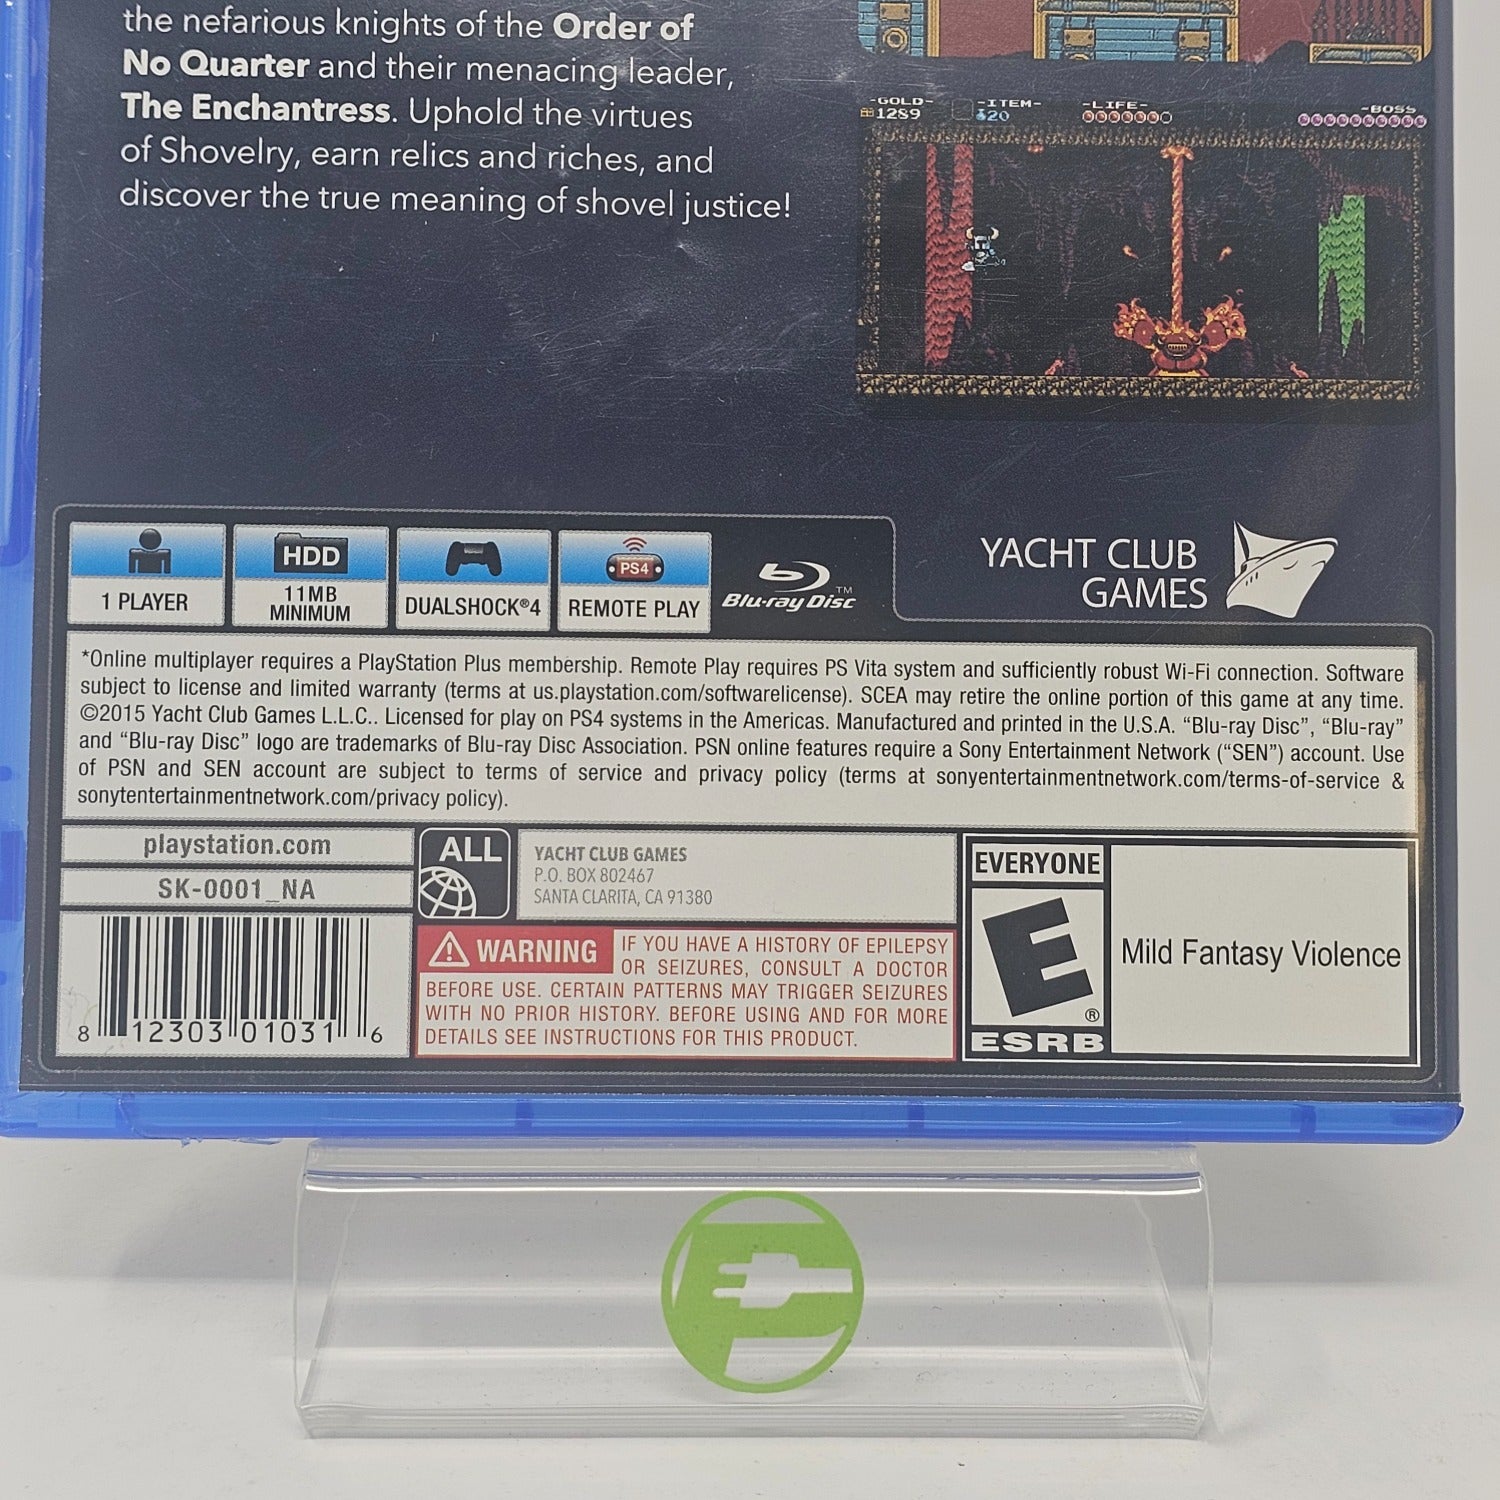 the nefarious knights of the Order of
No Quarter and their menacing leader,
The Enchantress. Uphold the virtues
of Shovelry, earn relics and riches, and
discover the true meaning of shovel justice!
-GOLD- -ITEM- -LIFE- -BOSS
1289 20
1 PLAYER
HDD
11MB
MINIMUM
DUALSHOCK®4
PS4
REMOTE PLAY
Blu-ray Disc™
YACHT CLUB
GAMES
*Online multiplayer requires a PlayStation Plus membership. Remote Play requires PS Vita system and sufficiently robust Wi-Fi connection. Software
subject to license and limited warranty (terms at us.playstation.com/softwarelicense). SCEA may retire the online portion of this game at any time.
©2015 Yacht Club Games L.L.C.. Licensed for play on PS4 systems in the Americas. Manufactured and printed in the U.S.A. “Blu-ray Disc”, “Blu-ray”
and “Blu-ray Disc” logo are trademarks of Blu-ray Disc Association. PSN online features require a Sony Entertainment Network (“SEN”) account. Use
of PSN and SEN account are subject to terms of service and privacy policy (terms at sonyentertainmentnetwork.com/terms-of-service &
sonytentertainmentnetwork.com/privacy policy).
playstation.com
SK-0001_NA
8 12303 01031 6
ALL
YACHT CLUB GAMES
P.O. BOX 802467
SANTA CLARITA, CA 91380
WARNING IF YOU HAVE A HISTORY OF EPILEPSY
OR SEIZURES, CONSULT A DOCTOR
BEFORE USE. CERTAIN PATTERNS MAY TRIGGER SEIZURES
WITH NO PRIOR HISTORY. BEFORE USING AND FOR MORE
DETAILS SEE INSTRUCTIONS FOR THIS PRODUCT.
EVERYONE
E®
ESRB
Mild Fantasy Violence